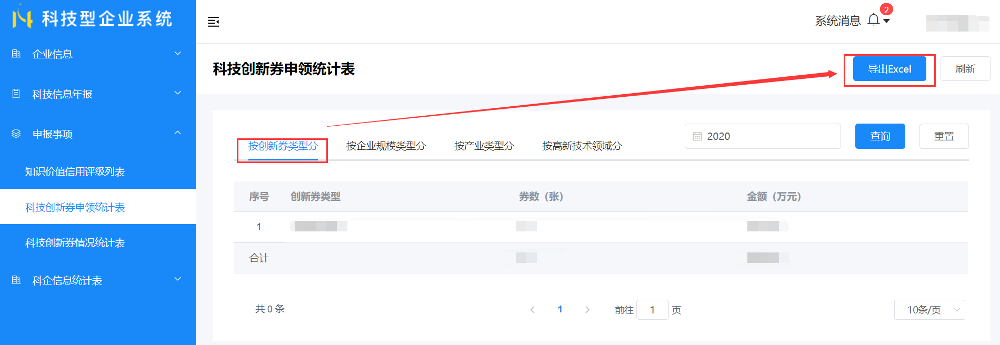 科技型企业系统
企业信息
科技信息年报
申报事项
知识价值信用评级列表
科技创新券申领统计表
科技创新券情况统计表
科企信息统计表
系统消息 2
科技创新券申领统计表
导出Excel 刷新
按创新券类型分 按企业规模类型分 按产业类型分 按高新技术领域分
2020 查询 重置
序号 创新券类型 券数（张） 金额（万元）
1
合计
共 0 条 1 前往 1 页 10条/页